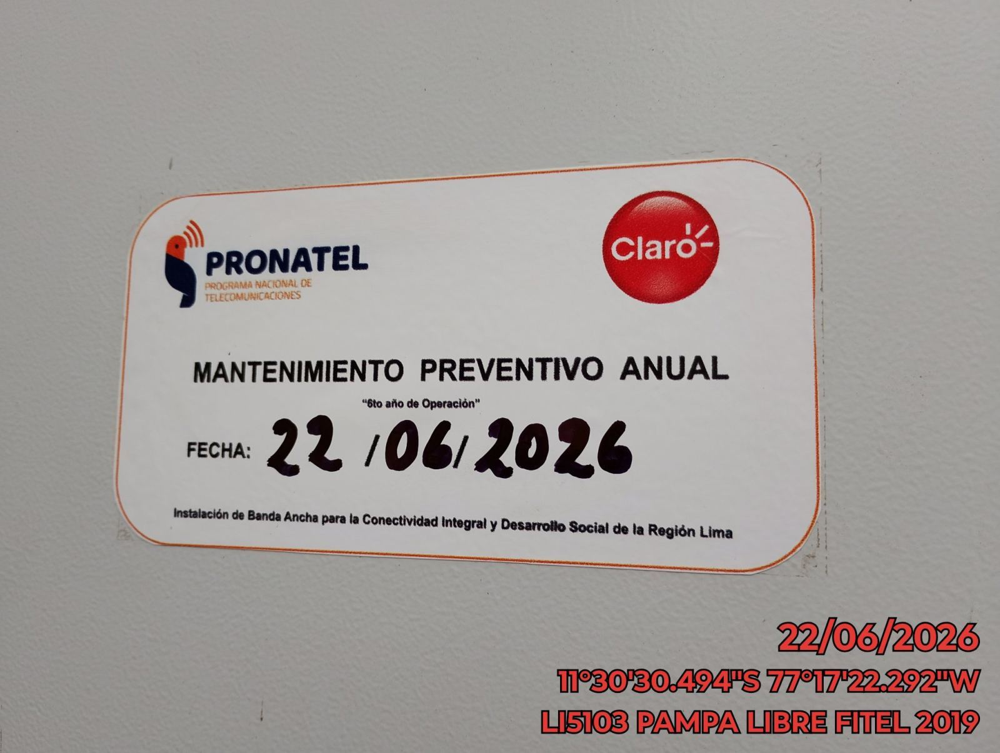 PRONATEL
PROGRAMA NACIONAL DE
TELECOMUNICACIONES
Claro
MANTENIMIENTO PREVENTIVO ANUAL
“6to año de Operación”
FECHA: 22/06/2026
Instalación de Banda Ancha para la Conectividad Integral y Desarrollo Social de la Región Lima
22/06/2026
11°30'30.494"S 77°17'22.292"W
LI5103 PAMPA LIBRE FITEL 2019